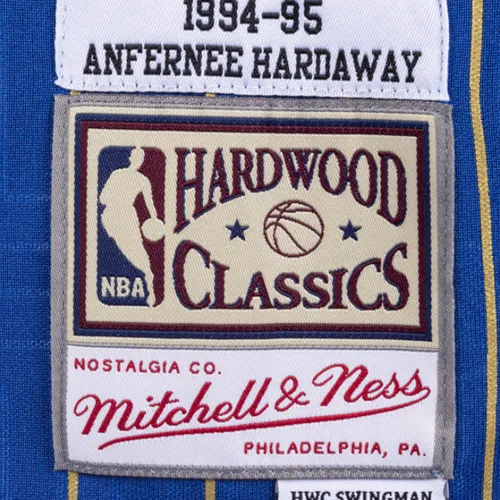 1994-95
ANFERNEE HARDAWAY
HARDWOOD
CLASSICS
NBA
NOSTALGIA CO.
Mitchell & Ness
PHILADELPHIA, PA.
HWC SWINGMAN